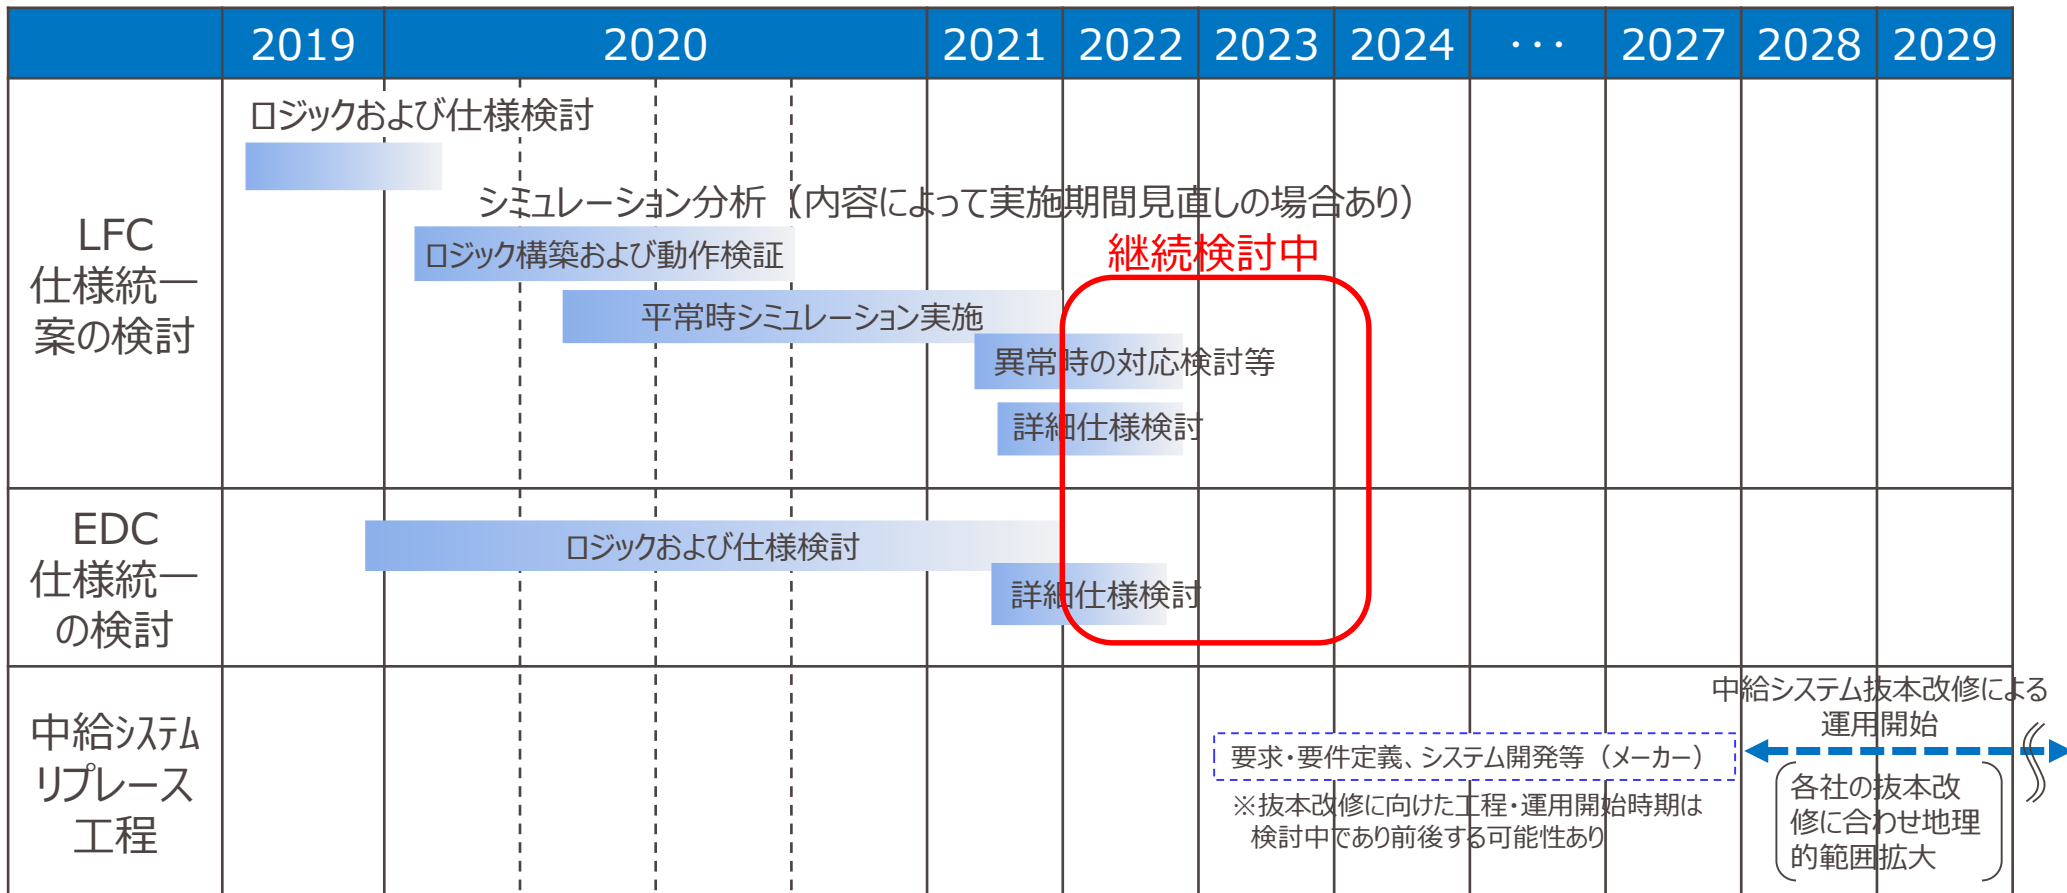 2019 2020 2021 2022 2023 2024 ･･･ 2027 2028 2029
LFC
仕様統一
案の検討
ロジックおよび仕様検討
シミュレーション分析（内容によって実施期間見直しの場合あり）
ロジック構築および動作検証
継続検討中
平常時シミュレーション実施
異常時の対応検討等
詳細仕様検討
EDC
仕様統一
の検討
ロジックおよび仕様検討
詳細仕様検討
中給システム
リプレース
工程
要求・要件定義、システム開発等（メーカー）
※抜本改修に向けた工程・運用開始時期は
検討中であり前後する可能性あり
中給システム抜本改修による
運用開始
各社の抜本改
修に合わせ地理
的範囲拡大